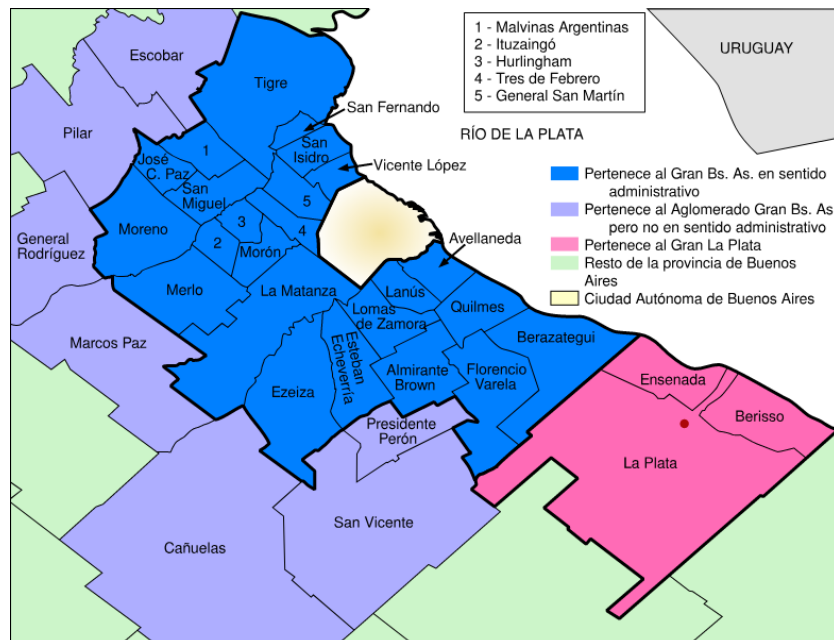 1 - Malvinas Argentinas
2 - Ituzaingó
3 - Hurlingham
4 - Tres de Febrero
5 - General San Martín
URUGUAY
Escobar
Tigre
San Fernando
RÍO DE LA PLATA
Pilar
San
Isidro
1
José
C. Paz
Vicente López
Pertenece al Gran Bs. As. en sentido
administrativo
Pertenece al Aglomerado Gran Bs. As
pero no en sentido administrativo
Pertenece al Gran La Plata
Resto de la provincia de Buenos
Aires
Ciudad Autónoma de Buenos Aires
San
Miguel
5
General
Rodríguez
Moreno
3
4
2
Morón
Avellaneda
Merlo
La Matanza
Lanús
Quilmes
Lomas
de Zamora
Marcos Paz
Esteban
Echeverría
Berazategui
Almirante
Brown
Florencio
Varela
Ezeiza
Ensenada
Presidente
Perón
Berisso
La Plata
San Vicente
Cañuelas